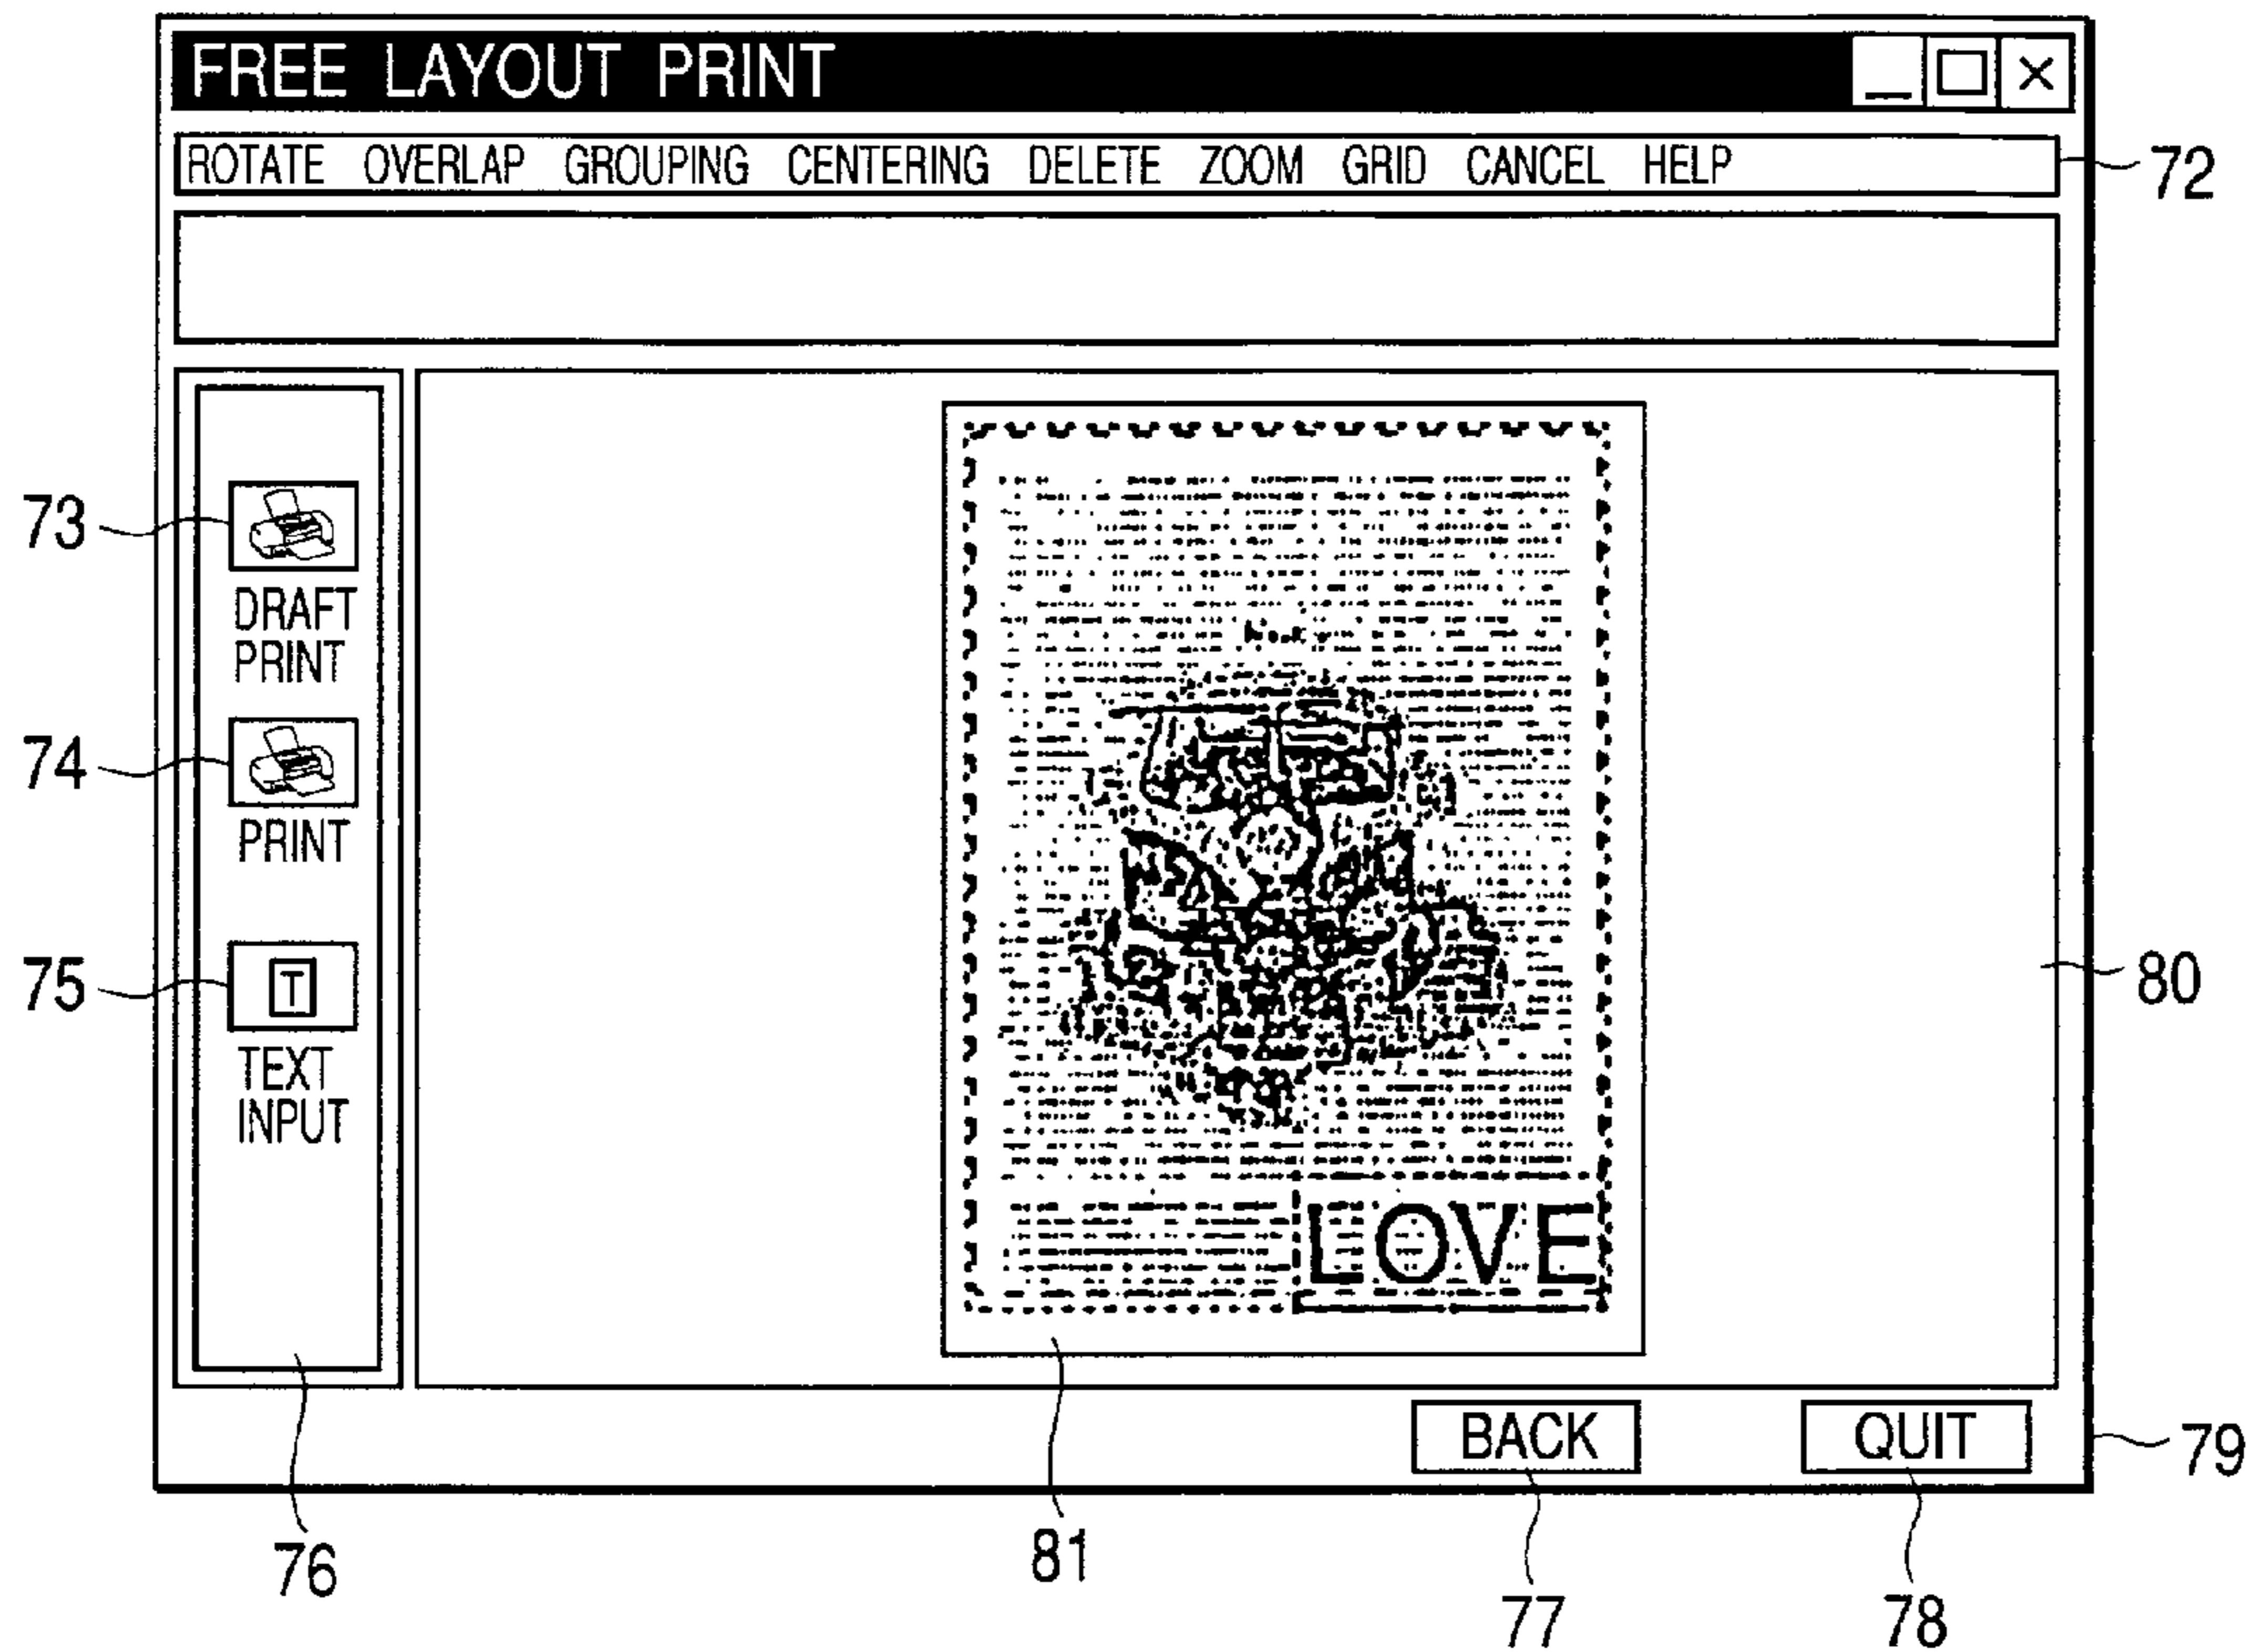 FREE LAYOUT PRINT
ROTATE OVERLAP GROUPING CENTERING DELETE ZOOM GRID CANCEL HELP
72
73
DRAFT
PRINT
74
PRINT
75
T
TEXT
INPUT
80
LOVE
BACK
QUIT
79
76
81
77
78